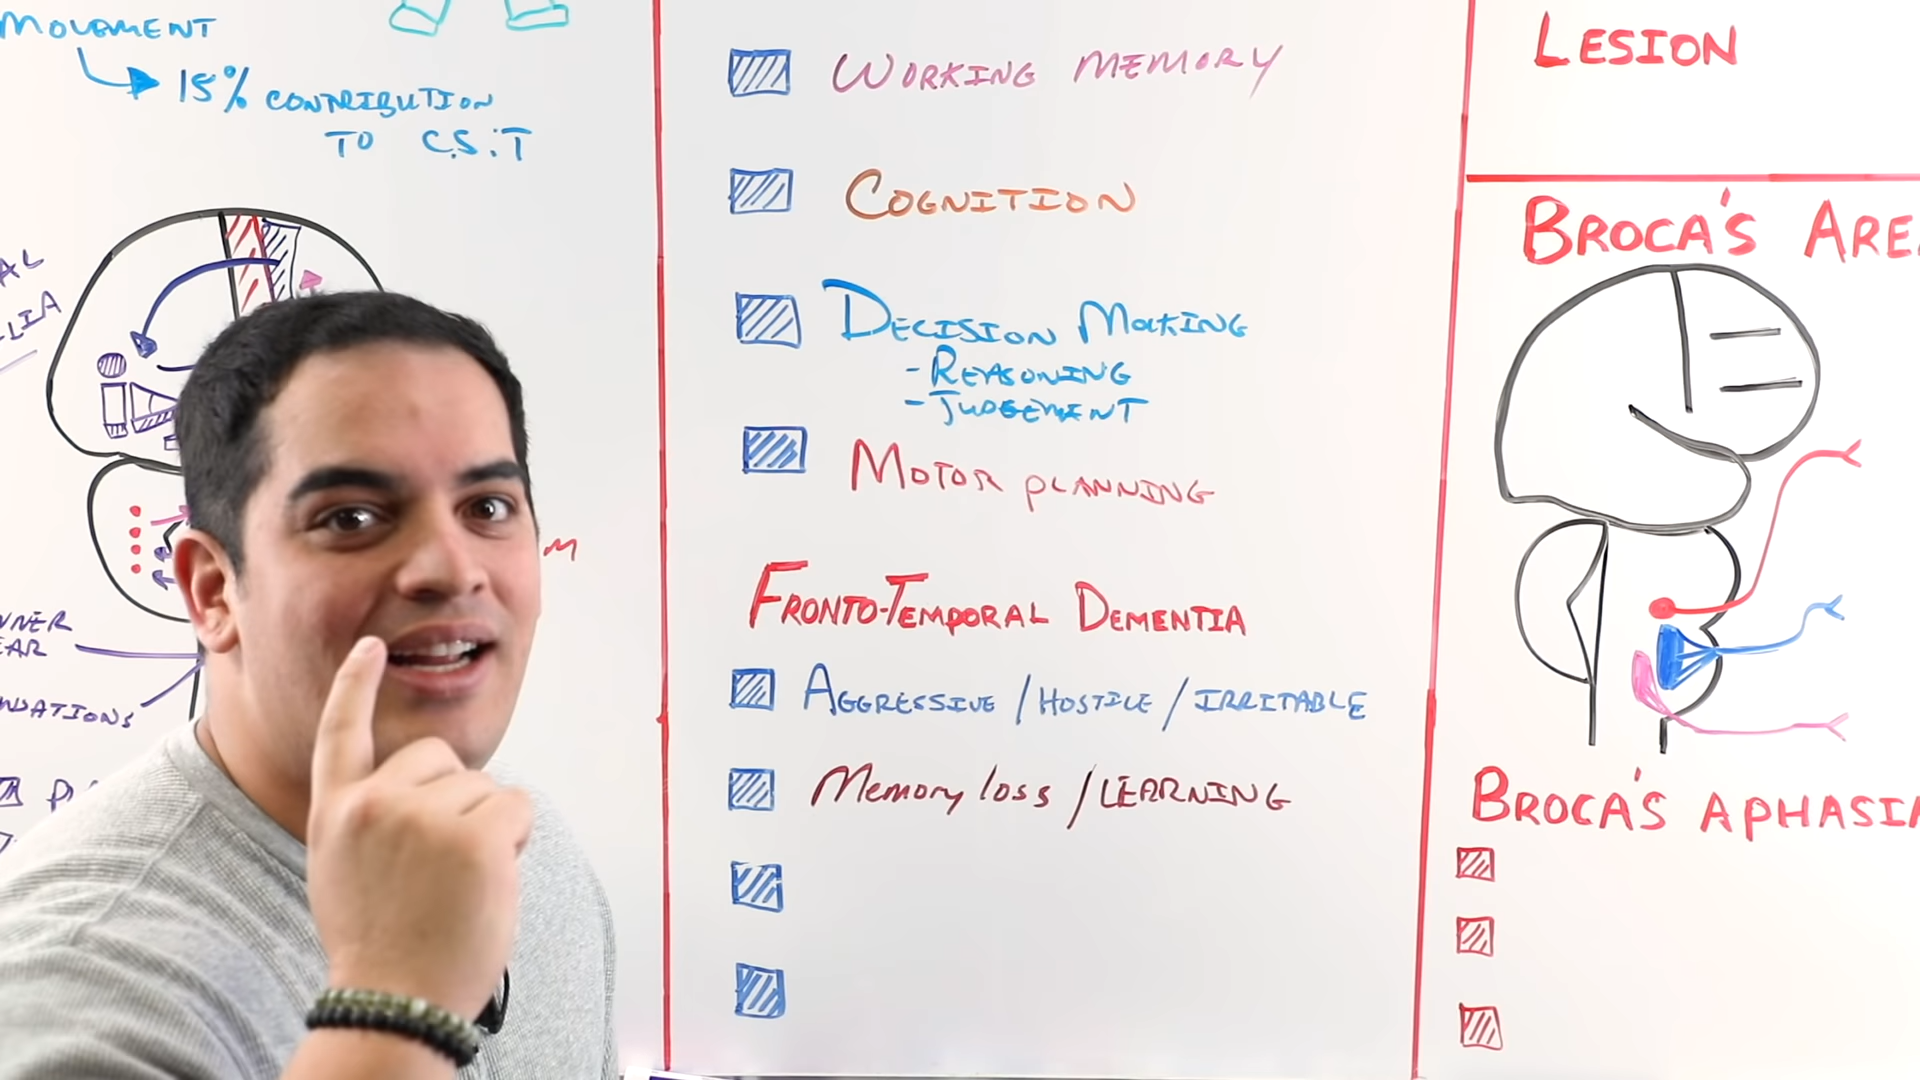 MOVEMENT
15% CONTRIBUTION
TO C.S.:T
M
WORKING MEMORY
COGNITION
DECISION MAKING
-REASONING
-JUDGEMENT
MOTOR PLANNING
FRONTO-TEMPORAL DEMENTIA
AGGRESSIVE / HOSTILE / IRRITABLE
Memory loss / LEARNING
LESION
BROCA'S ARE
BROCA'S APHASIA